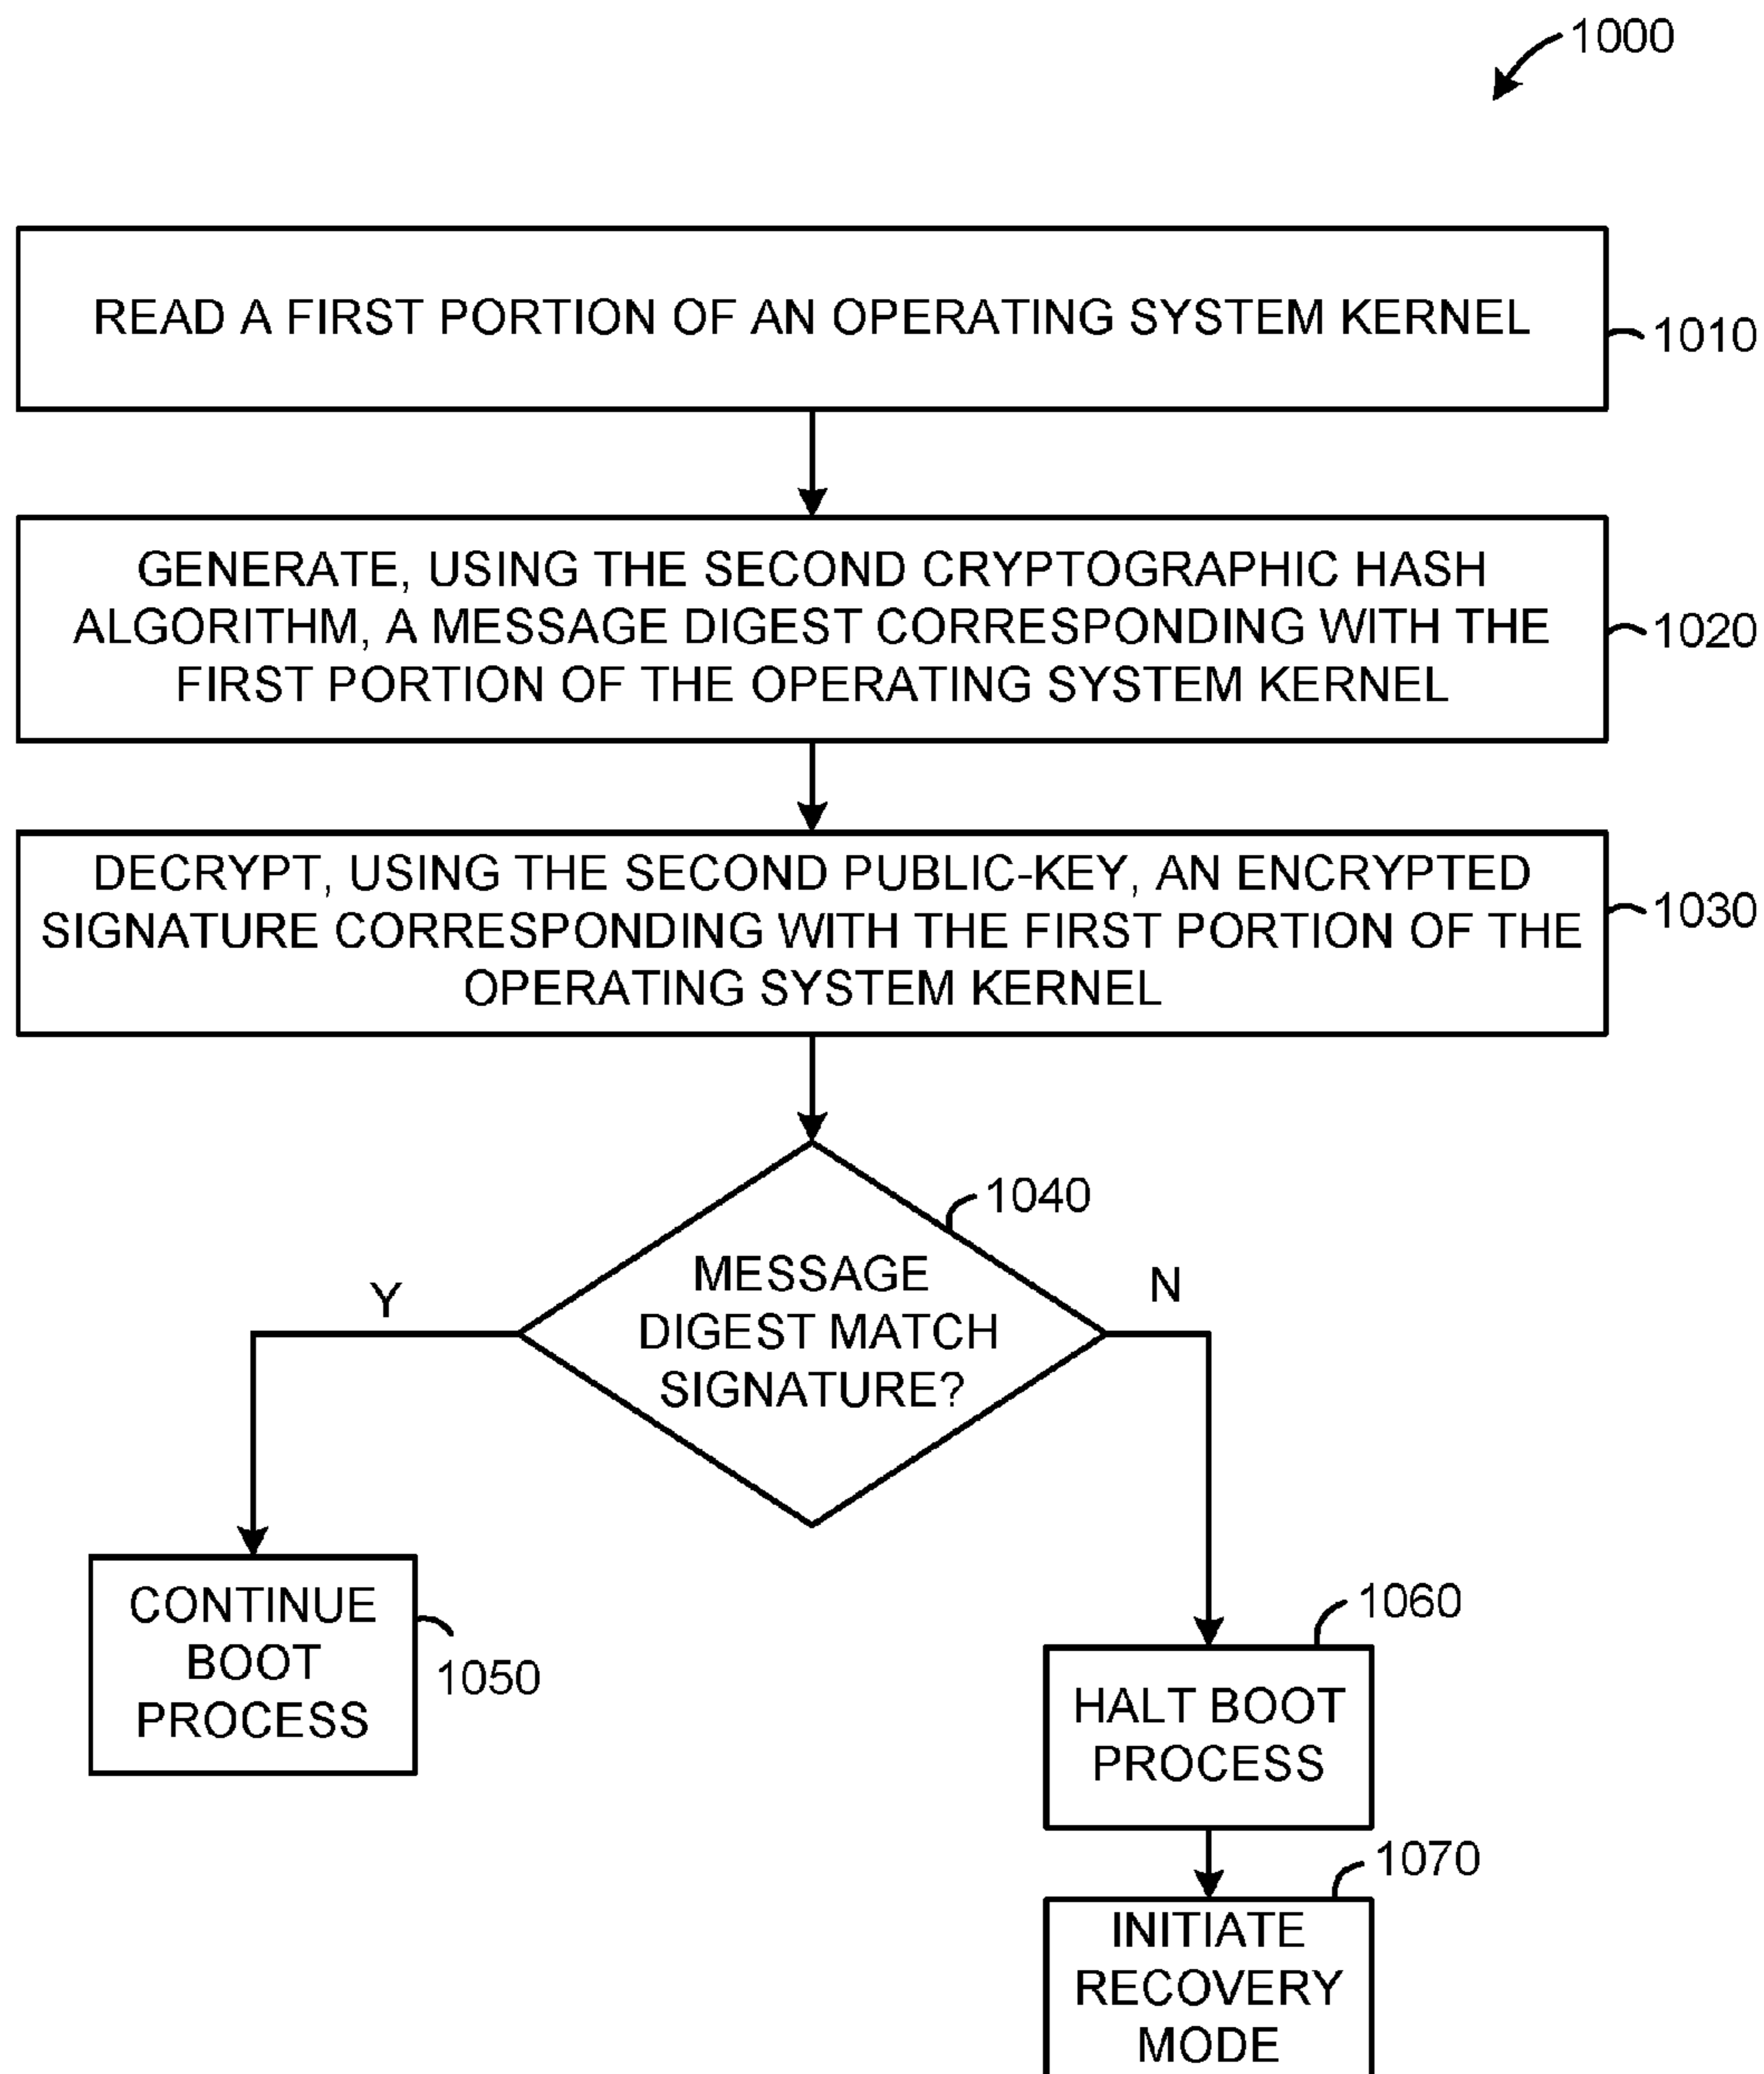 1000
READ A FIRST PORTION OF AN OPERATING SYSTEM KERNEL
1010
GENERATE, USING THE SECOND CRYPTOGRAPHIC HASH
ALGORITHM, A MESSAGE DIGEST CORRESPONDING WITH THE
FIRST PORTION OF THE OPERATING SYSTEM KERNEL
1020
DECRYPT, USING THE SECOND PUBLIC-KEY, AN ENCRYPTED
SIGNATURE CORRESPONDING WITH THE FIRST PORTION OF THE
OPERATING SYSTEM KERNEL
1030
1040
MESSAGE
DIGEST MATCH
SIGNATURE?
Y
N
CONTINUE
BOOT
PROCESS
1050
1060
HALT BOOT
PROCESS
1070
INITIATE
RECOVERY
MODE